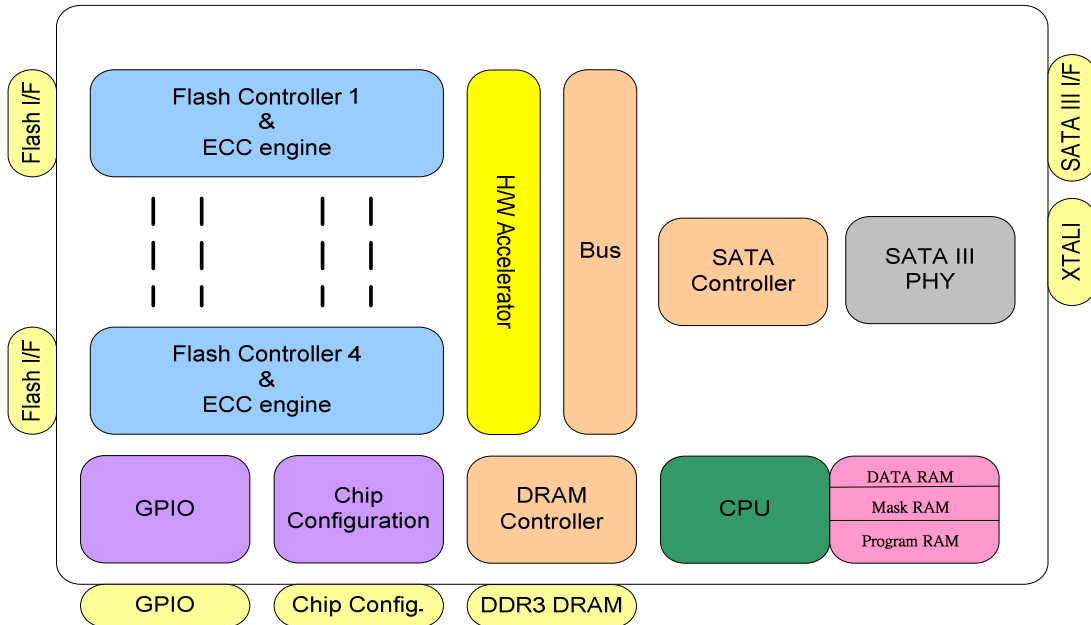 Flash I/F
Flash Controller 1
&
ECC engine
H/W Accelerator
Bus
SATA III I/F
XTALI
SATA
Controller
SATA III
PHY
Flash I/F
Flash Controller 4
&
ECC engine
GPIO
Chip
Configuration
DRAM
Controller
CPU
DATA RAM
Mask RAM
Program RAM
GPIO
Chip Config.
DDR3 DRAM